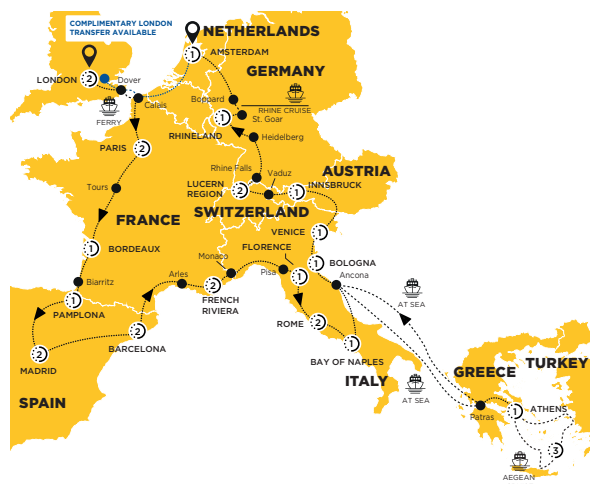 COMPLIMENTARY LONDON
TRANSFER AVAILABLE
NETHERLANDS
1
AMSTERDAM
GERMANY
LONDON
2
Dover
Calais
FERRY
Boppard
RHINE CRUISE
St. Goar
1
RHINELAND
Heidelberg
PARIS
2
Rhine Falls
Vaduz
AUSTRIA
Tours
LUCERN
REGION
2
1
INNSBRUCK
SWITZERLAND
FRANCE
VENICE
1
FLORENCE
1
BORDEAUX
Monaco
1
BOLOGNA
Ancona
Arles
Pisa
1
Biarritz
2
FRENCH
RIVIERA
AT SEA
1
PAMPLONA
ROME
2
2
BARCELONA
1
BAY OF NAPLES
2
MADRID
ITALY
AT SEA
GREECE
TURKEY
SPAIN
Patras
1
ATHENS
3
AEGEAN